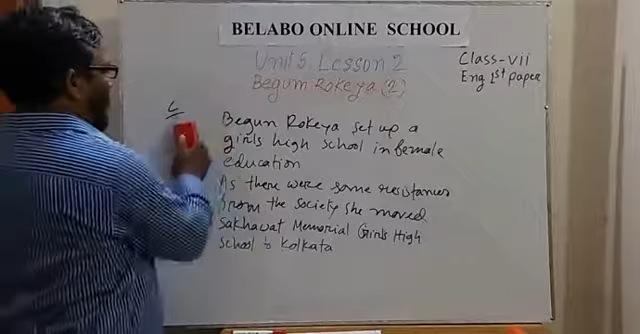 BELABO ONLINE SCHOOL
Unit 5, Lesson 2
Class-vii
Eng 1st paper
Begum Rokeya (2)
C
Begum Rokeya set up a
girls high school in female
education
As there were some resistances
from the society she moved
Sakhawat Memorial Girls High
school to Kolkata